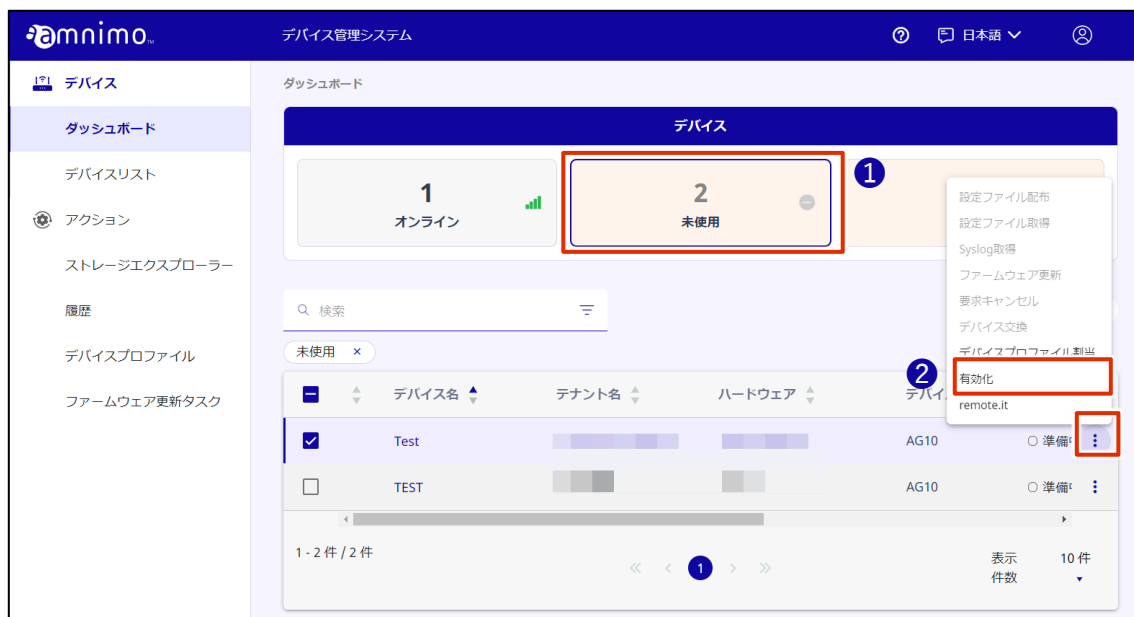 amnimo™
デバイス管理システム
日本語
デバイス
ダッシュボード
デバイスリスト
アクション
ストレージエクスプローラー
履歴
デバイスプロファイル
ファームウェア更新タスク
ダッシュボード
デバイス
1
オンライン
2
未使用
1
設定ファイル配布
設定ファイル取得
Syslog取得
ファームウェア更新
要求キャンセル
デバイス交換
デバイスプロファイル割当
2
有効化
remote.it
検索
未使用 ×
デバイス名 テナント名 ハードウェア デバイ
Test AG10 準備中
TEST AG10 準備中
1 - 2 件 / 2 件
1
表示 10 件
件数